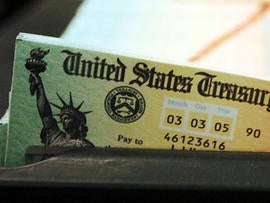 United States Treasury
Month Day Year
03 03 05 90
Pay to
46123616